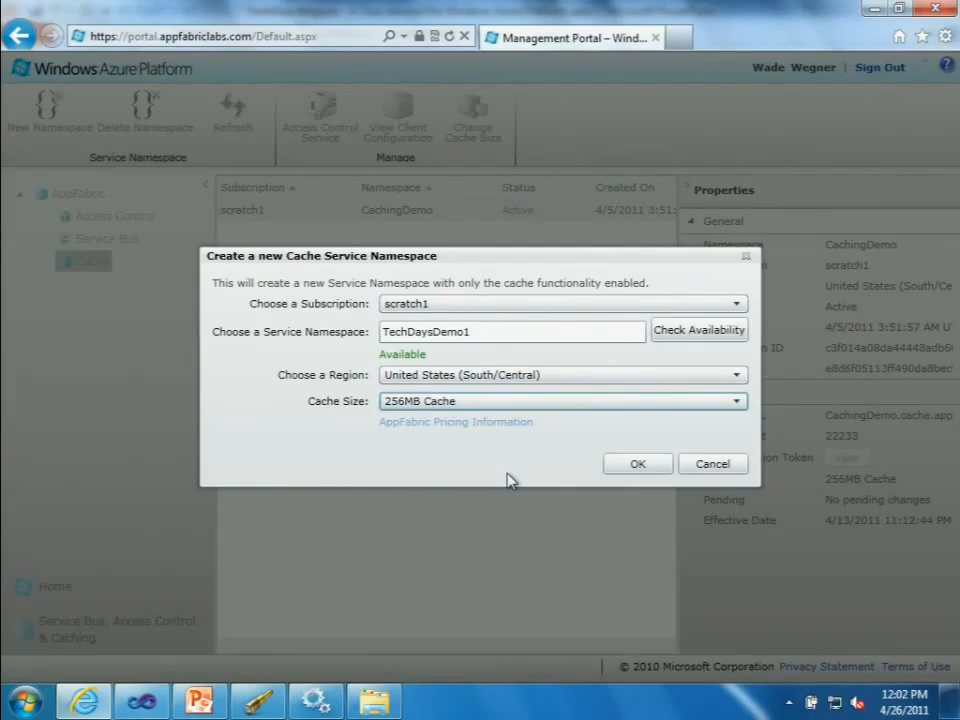 https://portal.appfabriclabs.com/Default.aspx
Management Portal – Wind...
Windows Azure Platform
Wade Wegner | Sign Out
New Namespace Delete Namespace Refresh
Access Control Service
View Client Configuration
Change Cache Size
Service Namespace
Manage
AppFabric
Access Control
Service Bus
Cache
Subscription Namespace Status Created On
scratch1 CachingDemo Active 4/5/2011 3:51:
Properties
General
Namespace CachingDemo
scratch1
United States (South/
Active
4/5/2011 3:51:57 AM U
ID c3f014a08da44448adb6
e8d6f05113ff490da8bec
CachingDemo.cache.app
22233
ion Token View
256MB Cache
Pending No pending changes
Effective Date 4/13/2011 11:12:44 PM
Create a new Cache Service Namespace
This will create a new Service Namespace with only the cache functionality enabled.
Choose a Subscription: scratch1
Choose a Service Namespace: TechDaysDemo1 Check Availability
Available
Choose a Region: United States (South/Central)
Cache Size: 256MB Cache
AppFabric Pricing Information
OK Cancel
Home
Service Bus, Access Control & Caching
© 2010 Microsoft Corporation Privacy Statement Terms of Use
12:02 PM
4/26/2011